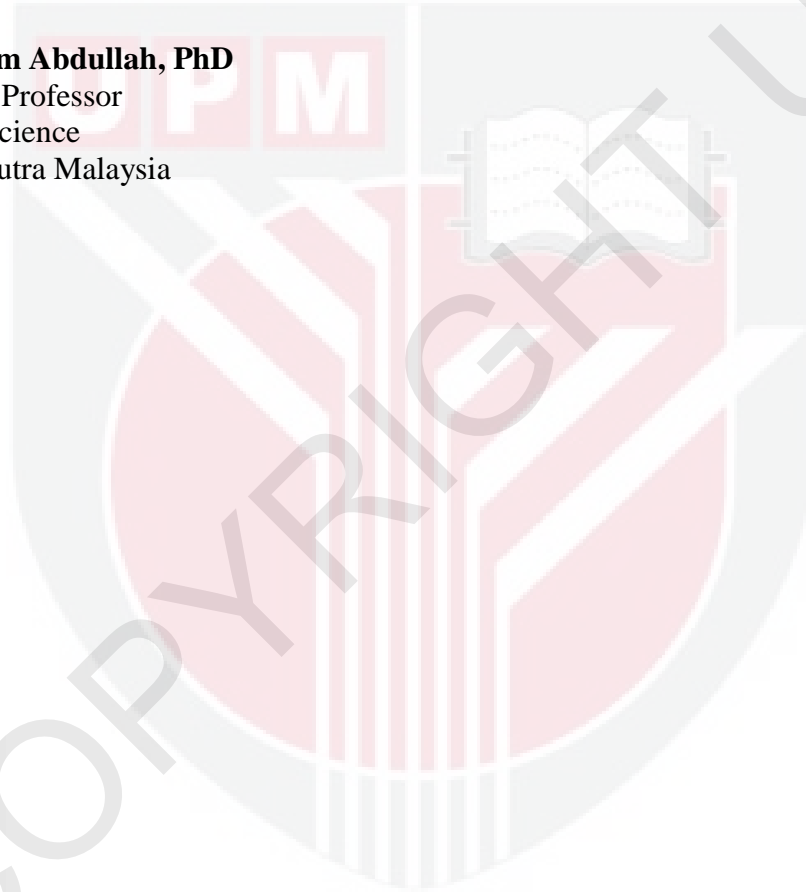 m Abdullah, PhD
Professor
cience
utra Malaysia
UPM
COPYRIGHT U